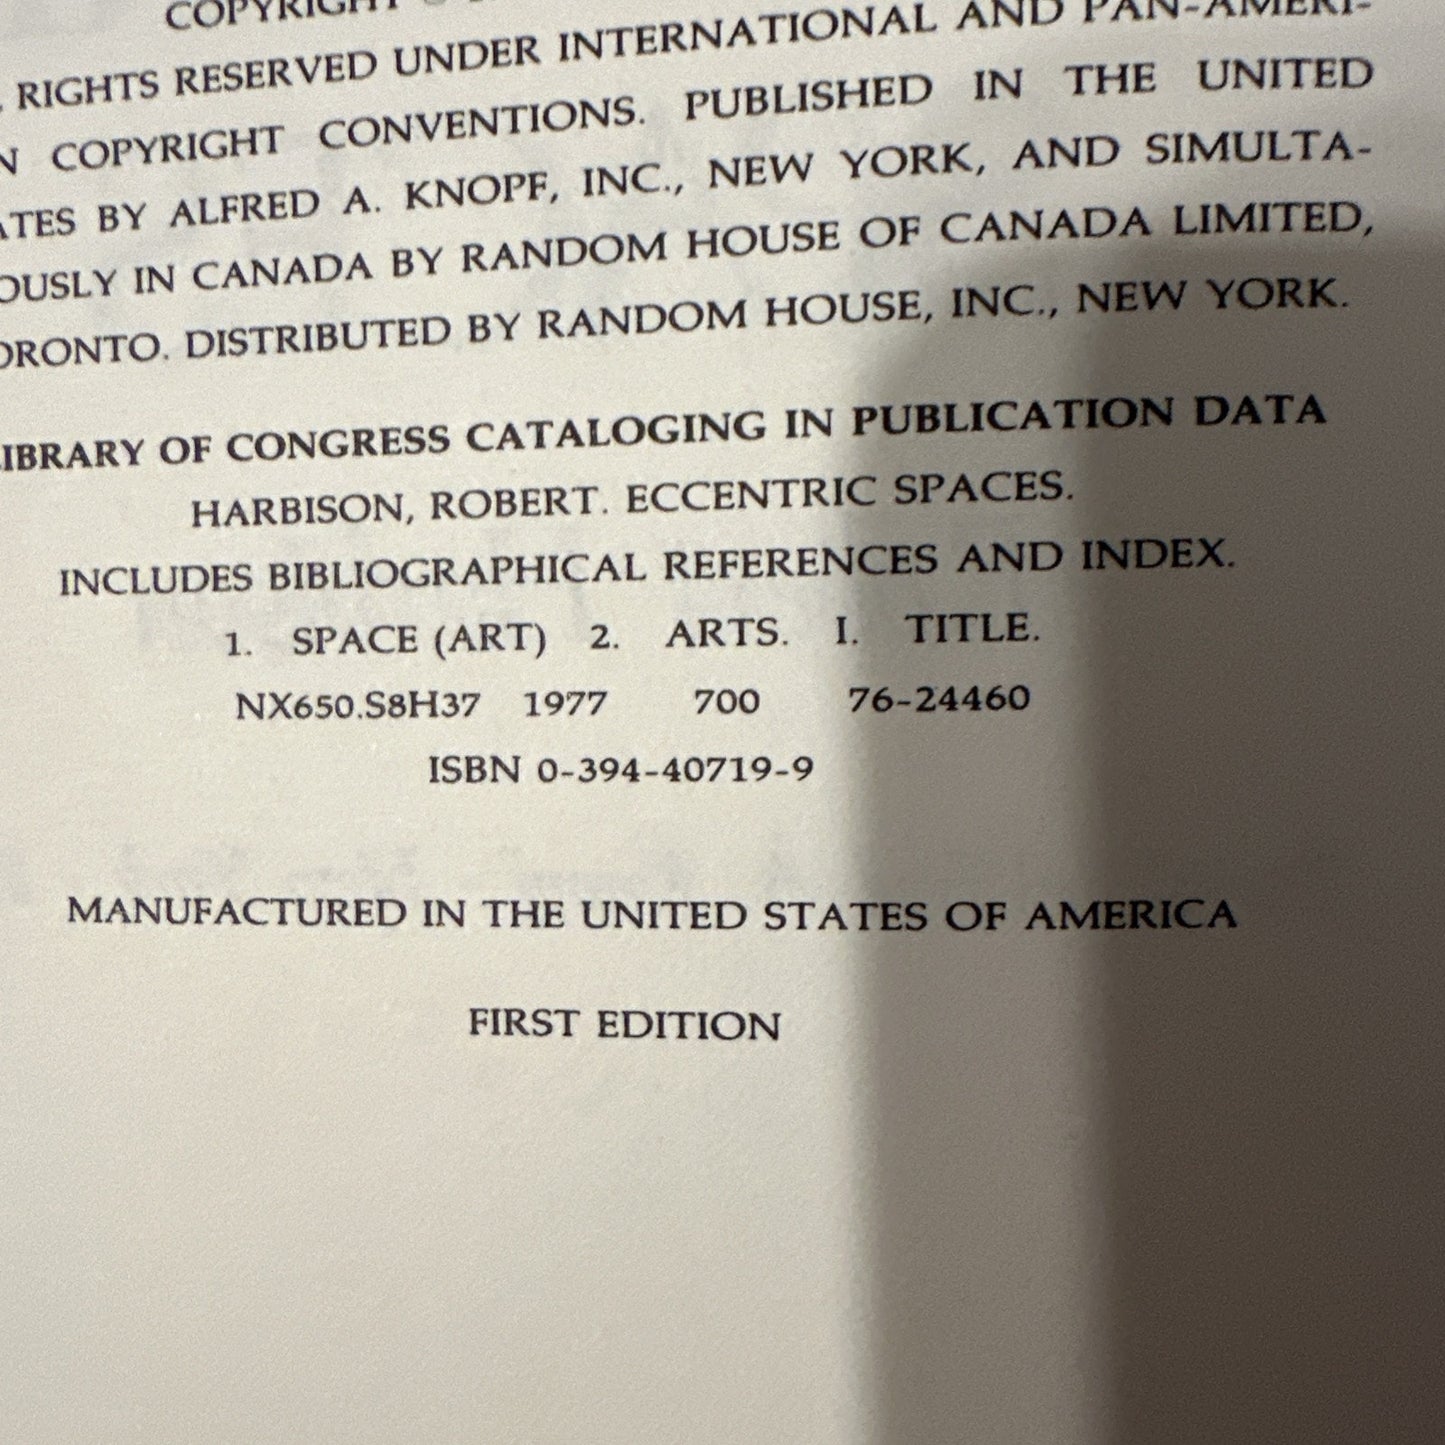 COPYRIGHT ©
RIGHTS RESERVED UNDER INTERNATIONAL AND PAN-AMERI-
N COPYRIGHT CONVENTIONS. PUBLISHED IN THE UNITED
ATES BY ALFRED A. KNOPF, INC., NEW YORK, AND SIMULTA-
OUSLY IN CANADA BY RANDOM HOUSE OF CANADA LIMITED,
ORONTO. DISTRIBUTED BY RANDOM HOUSE, INC., NEW YORK.
LIBRARY OF CONGRESS CATALOGING IN PUBLICATION DATA
HARBISON, ROBERT. ECCENTRIC SPACES.
INCLUDES BIBLIOGRAPHICAL REFERENCES AND INDEX.
1. SPACE (ART) 2. ARTS. I. TITLE.
NX650.S8H37 1977 700 76-24460
ISBN 0-394-40719-9
MANUFACTURED IN THE UNITED STATES OF AMERICA
FIRST EDITION